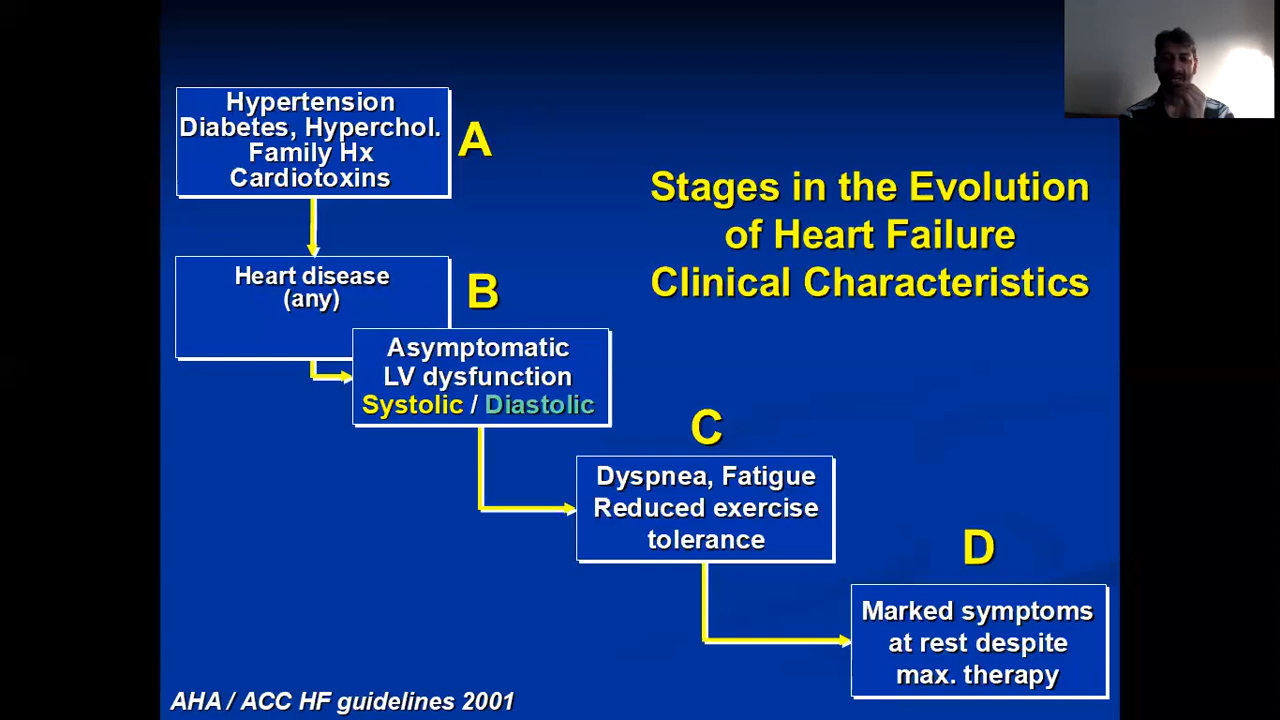 Hypertension
Diabetes, Hyperchol.
Family Hx
Cardiotoxins
A
Stages in the Evolution
of Heart Failure
Clinical Characteristics
Heart disease
(any)
B
Asymptomatic
LV dysfunction
Systolic / Diastolic
C
Dyspnea, Fatigue
Reduced exercise
tolerance
D
Marked symptoms
at rest despite
max. therapy
AHA / ACC HF guidelines 2001